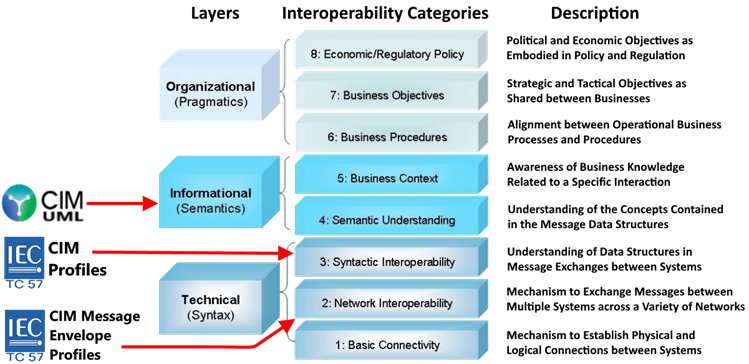 Layers
Interoperability Categories
Description
Organizational
(Pragmatics)
8: Economic/Regulatory Policy
Political and Economic Objectives as
Embodied in Policy and Regulation
7: Business Objectives
Strategic and Tactical Objectives as
Shared between Businesses
6: Business Procedures
Alignment between Operational Business
Processes and Procedures
CIM
UML
Informational
(Semantics)
5: Business Context
Awareness of Business Knowledge
Related to a Specific Interaction
4: Semantic Understanding
Understanding of the Concepts Contained
in the Message Data Structures
IEC
TC 57
CIM
Profiles
Technical
(Syntax)
3: Syntactic Interoperability
Understanding of Data Structures in
Message Exchanges between Systems
2: Network Interoperability
Mechanism to Exchange Messages between
Multiple Systems across a Variety of Networks
IEC
TC 57
CIM Message
Envelope
Profiles
1: Basic Connectivity
Mechanism to Establish Physical and
Logical Connections between Systems